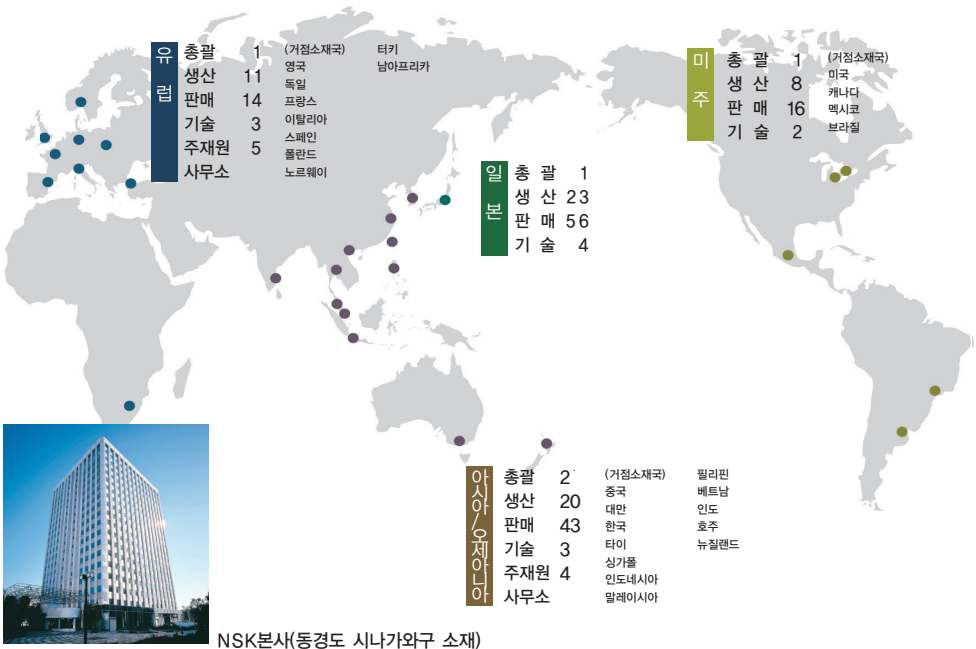 유럽
총괄 1
생산 11
판매 14
기술 3
주재원 5
사무소
(거점소재국)
영국
독일
프랑스
이탈리아
스페인
폴란드
노르웨이
터키
남아프리카
미주
총 괄 1
생 산 8
판 매 16
기 술 2
(거점소재국)
미국
캐나다
멕시코
브라질
일본
총 괄 1
생 산 23
판 매 56
기 술 4
아시아/오세아니아
총괄 2
생산 20
판매 43
기술 3
주재원 4
사무소
(거점소재국)
중국
대만
한국
타이
싱가폴
인도네시아
말레이시아
필리핀
베트남
인도
호주
뉴질랜드
NSK본사(동경도 시나가와구 소재)